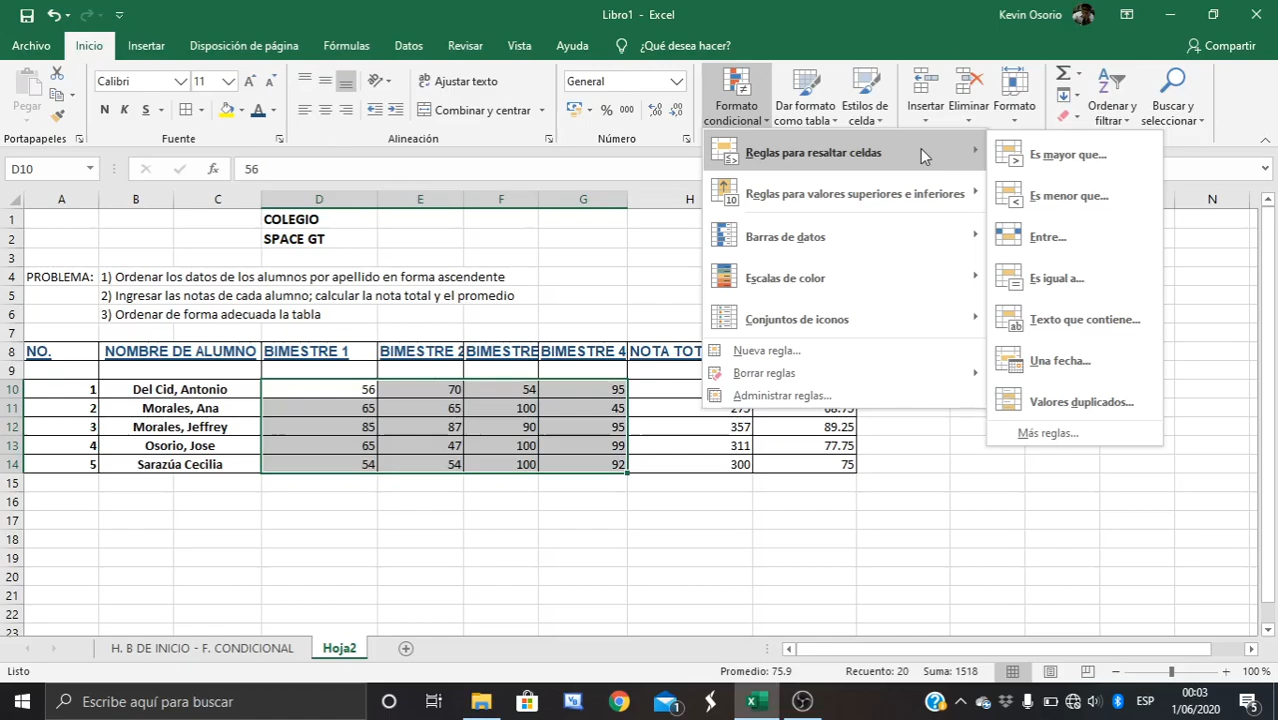 Libro1 - Excel
Kevin Osorio
Archivo Inicio Insertar Disposición de página Fórmulas Datos Revisar Vista Ayuda ¿Qué desea hacer? Compartir
Pegar
Calibri 11
N K S
Ajustar texto
Combinar y centrar
General
% 000
Formato condicional
Dar formato como tabla
Estilos de celda
Insertar Eliminar Formato
Ordenar y filtrar
Buscar y seleccionar
Portapapeles Fuente Alineación Número
D10 56
Reglas para resaltar celdas
Reglas para valores superiores e inferiores
Barras de datos
Escalas de color
Conjuntos de iconos
Nueva regla...
Borrar reglas
Administrar reglas...
Es mayor que...
Es menor que...
Entre...
Es igual a...
Texto que contiene...
Una fecha...
Valores duplicados...
Más reglas...
A B C D E F G H N
1 COLEGIO
2 SPACE GT
3
4 PROBLEMA: 1) Ordenar los datos de los alumnos por apellido en forma ascendente
5 2) Ingresar las notas de cada alumno; calcular la nota total y el promedio
6 3) Ordenar de forma adecuada la tabla
7
8 NO. NOMBRE DE ALUMNO BIMESTRE 1 BIMESTRE 2 BIMESTRE BIMESTRE 4 NOTA TOT
9
10 1 Del Cid, Antonio 56 70 54 95
11 2 Morales, Ana 65 65 100 45 275 68.75
12 3 Morales, Jeffrey 85 87 90 95 357 89.25
13 4 Osorio, Jose 65 47 100 99 311 77.75
14 5 Sarazúa Cecilia 54 54 100 92 300 75
15
16
17
18
19
20
21
22
23
H. B DE INICIO - F. CONDICIONAL Hoja2
Listo Promedio: 75.9 Recuento: 20 Suma: 1518 100 %
Escribe aquí para buscar
1
ESP
00:03
1/06/2020
5